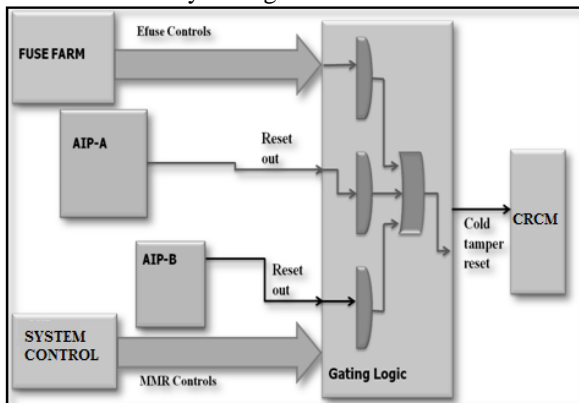 Efuse Controls
FUSE FARM
AIP-A
Reset
out
CRCM
Cold
tamper
reset
AIP-B
Reset
out
SYSTEM
CONTROL
MMR Controls
Gating Logic